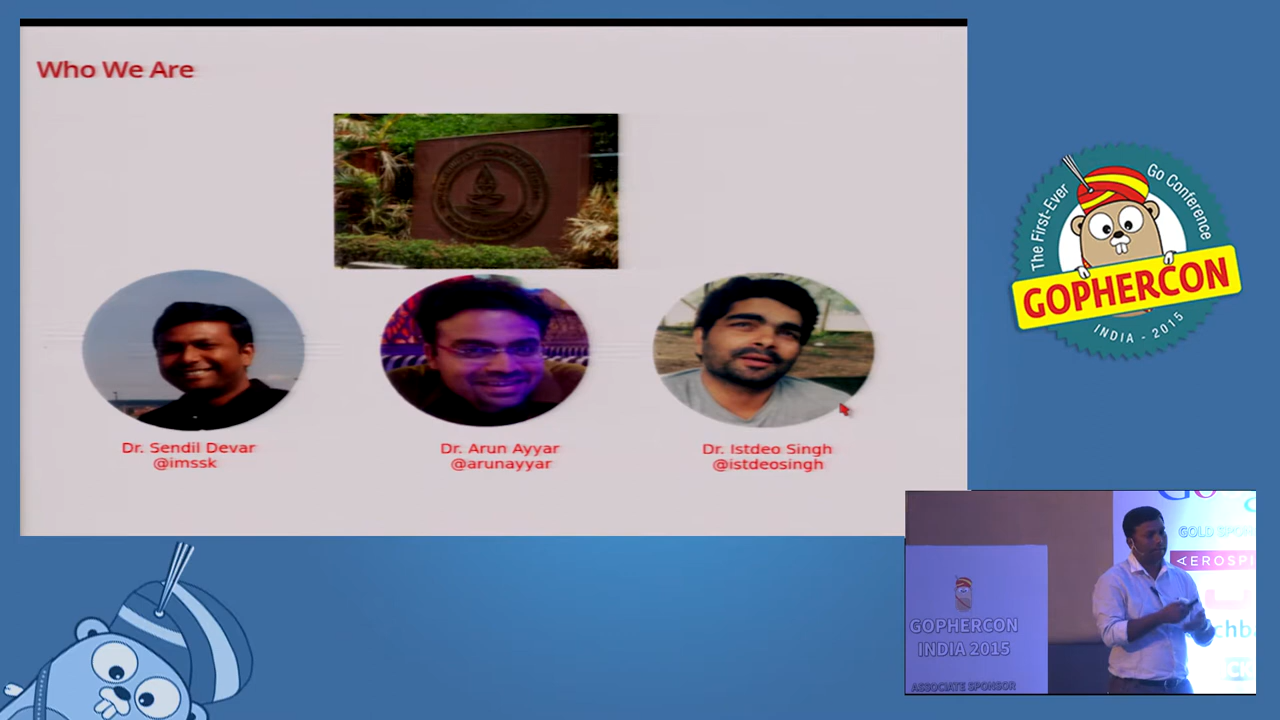 Who We Are
Dr. Sendil Devar
@imssk
Dr. Arun Ayyar
@arunayyar
Dr. Istdeo Singh
@istdeosingh
The First-Ever
Go Conference
GOPHERCON
INDIA - 2015
GOLD SPON
AEROSPI
GOPHERCON
INDIA 2015
ASSOCIATE SPONSOR